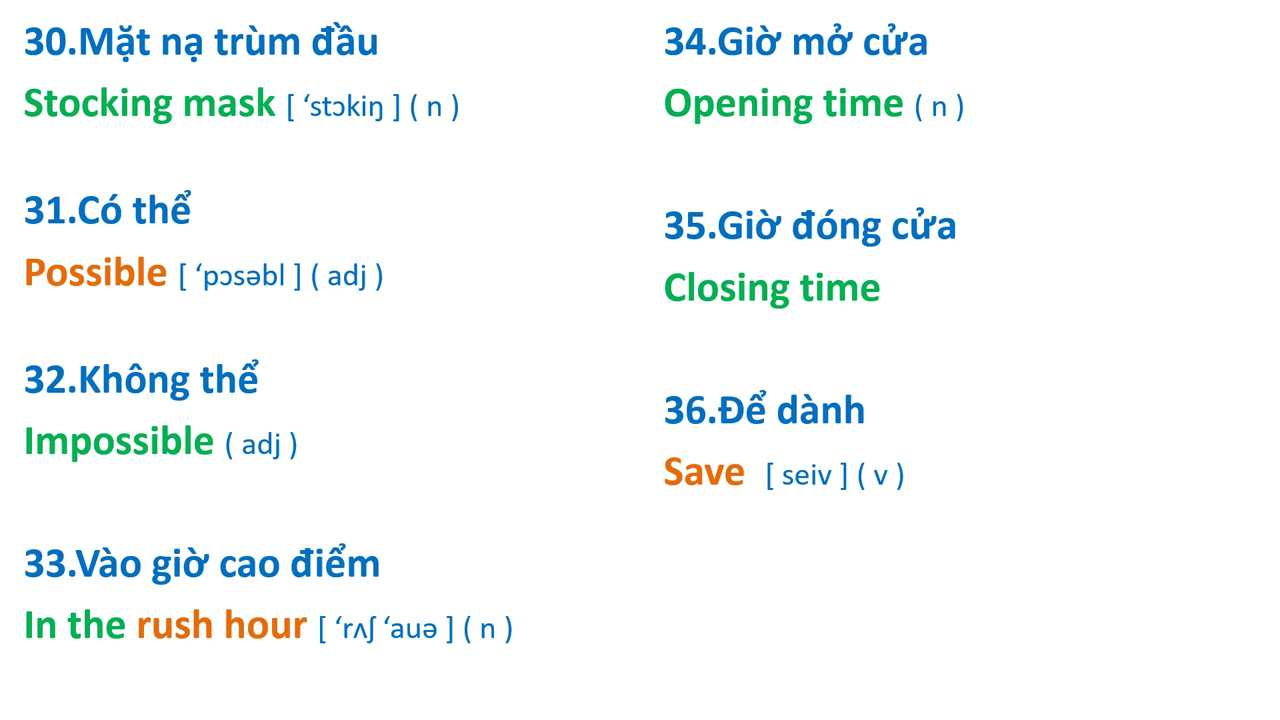 30.Mặt nạ trùm đầu
Stocking mask [ ‘stɔkiŋ ] ( n )
31.Có thể
Possible [ ‘pɔsəbl ] ( adj )
32.Không thể
Impossible ( adj )
33.Vào giờ cao điểm
In the rush hour [ ‘rʌʃ ‘auə ] ( n )
34.Giờ mở cửa
Opening time ( n )
35.Giờ đóng cửa
Closing time
36.Để dành
Save [ seiv ] ( v )